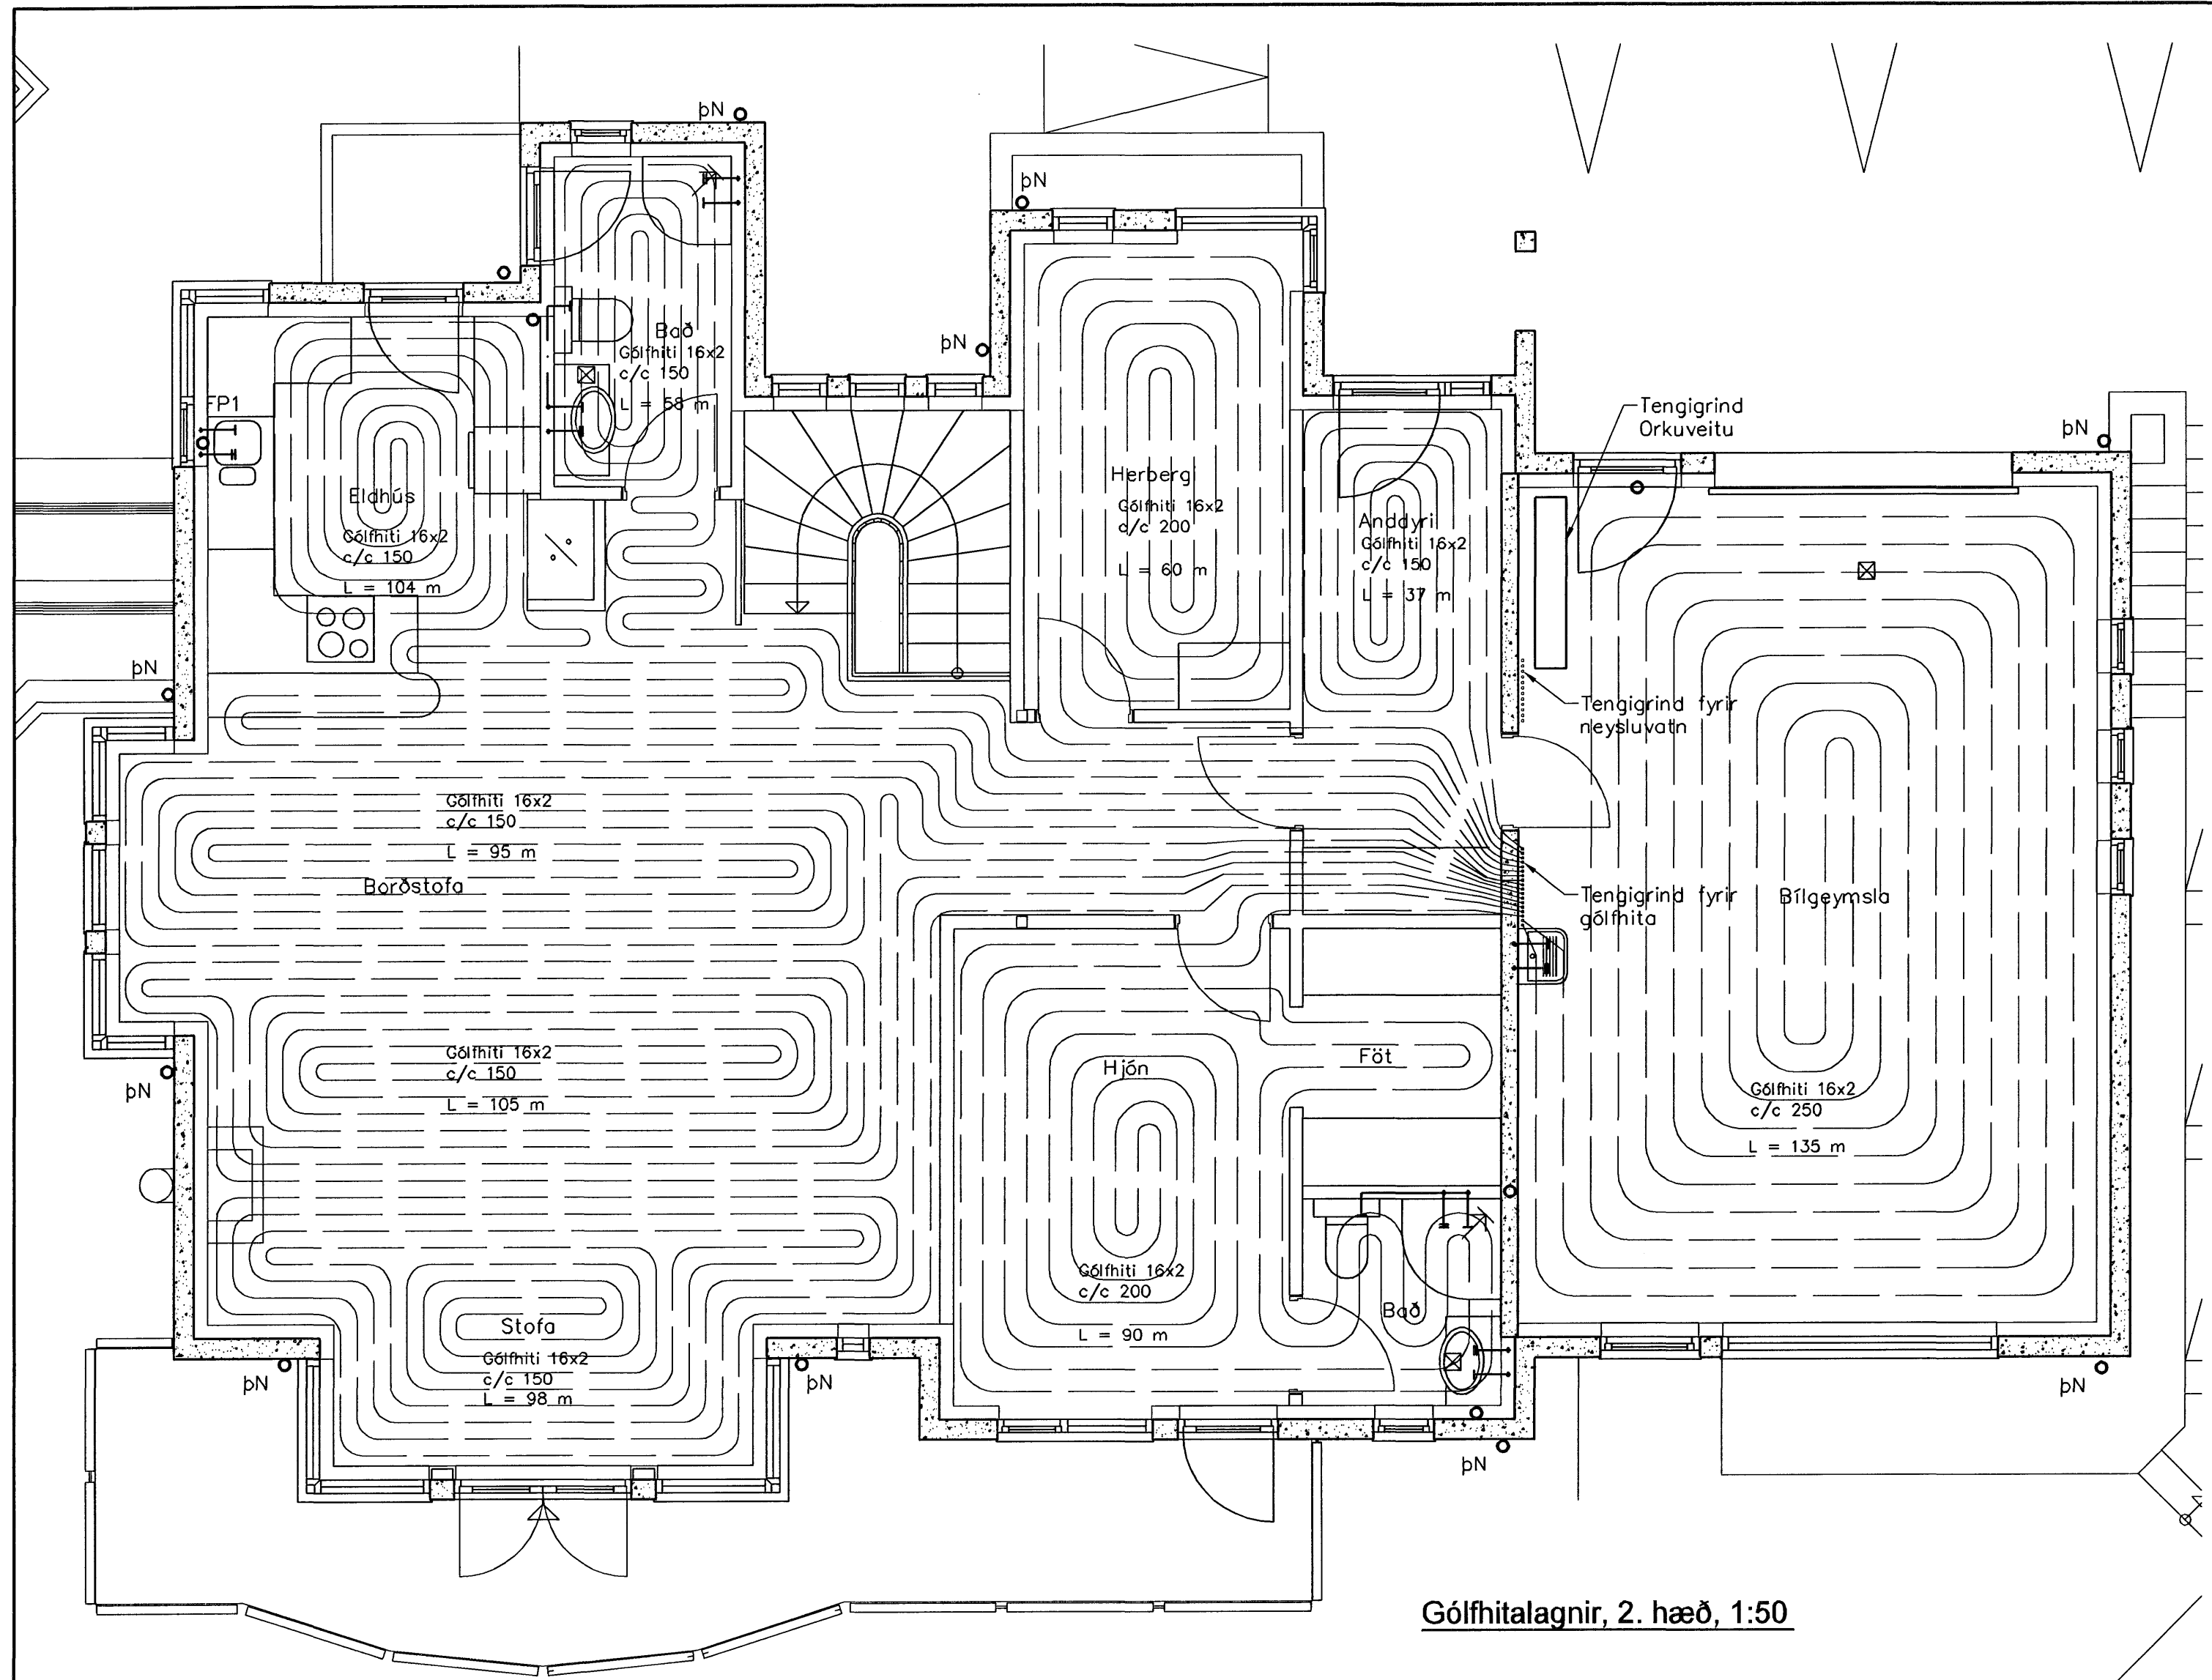 þN
þN
þN
FP1
Bað
Gólfhiti 16x2
c/c 150
L = 58 m
Tengigrind
Orkuveitu
þN
Eldhús
Gólfhiti 16x2
c/c 150
L = 104 m
Herbergi
Gólfhiti 16x2
c/c 200
L = 60 m
Anddyri
Gólfhiti 16x2
c/c 150
L = 37 m
þN
Tengigrind fyrir
neysluvatn
Gólfhiti 16x2
c/c 150
L = 95 m
Borðstofa
Tengigrind fyrir
gólfhita
Bílgeymsla
Gólfhiti 16x2
c/c 150
L = 105 m
Hjón
Föt
þN
Gólfhiti 16x2
c/c 250
L = 135 m
Gólfhiti 16x2
c/c 200
L = 90 m
Bað
Stofa
Gólfhiti 16x2
c/c 150
L = 98 m
þN
þN
þN
þN
Gólfhitalagnir, 2. hæð, 1:50